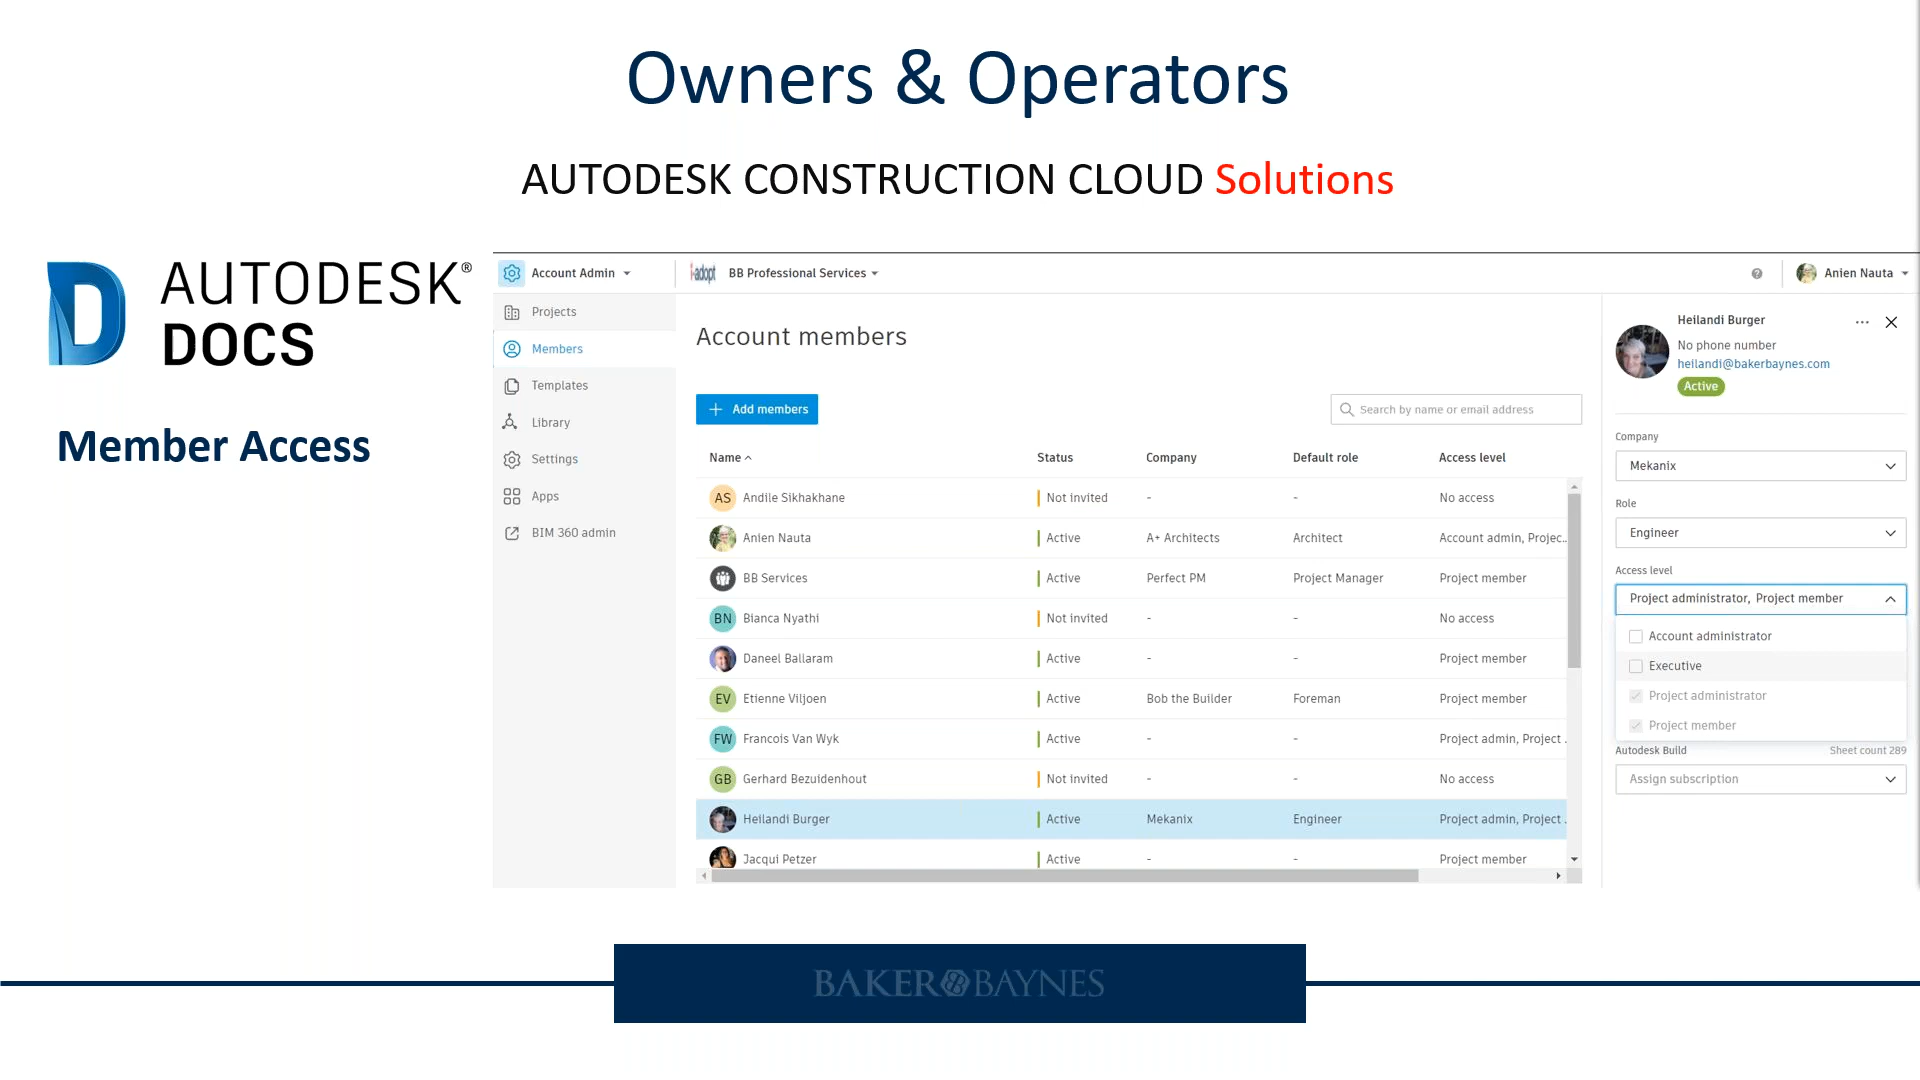 Owners & Operators
AUTODESK CONSTRUCTION CLOUD Solutions
AUTODESK®
DOCS
Member Access
Account Admin
i-adopt
BB Professional Services
Anien Nauta
Projects
Members
Templates
Library
Settings
Apps
BIM 360 admin
Account members
Add members
Search by name or email address
Name Status Company Default role Access level
AS Andile Sikhakhane Not invited - - No access
Anien Nauta Active A+ Architects Architect Account admin, Projec...
BB Services Active Perfect PM Project Manager Project member
BN Bianca Nyathi Not invited - - No access
Daneel Ballaram Active - - Project member
EV Etienne Viljoen Active Bob the Builder Foreman Project member
FW Francois Van Wyk Active - - Project admin, Project .
GB Gerhard Bezuidenhout Not invited - - No access
Heilandi Burger Active Mekanix Engineer Project admin, Project .
Jacqui Petzer Active - - Project member
Heilandi Burger
No phone number
heilandi@bakerbaynes.com
Active
Company
Mekanix
Role
Engineer
Access level
Project administrator, Project member
Account administrator
Executive
Project administrator
Project member
Autodesk Build Sheet count 289
Assign subscription
BAKER BAYNES